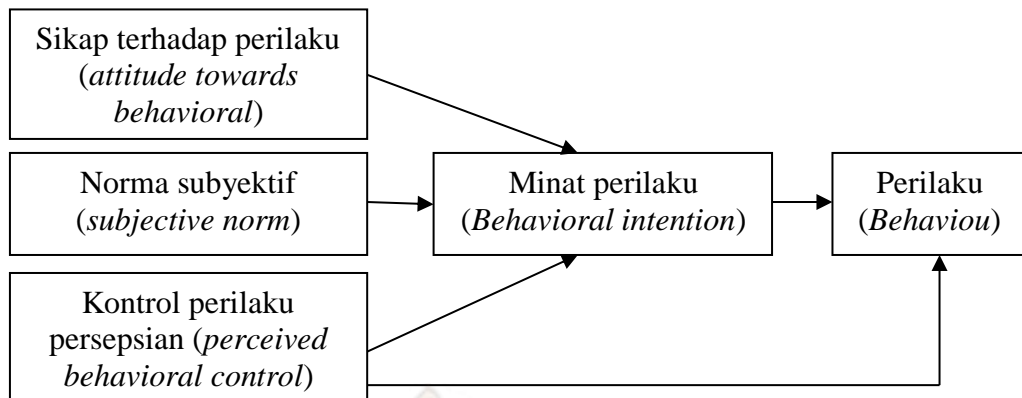 Sikap terhadap perilaku
(attitude towards
behavioral)
Norma subyektif
(subjective norm)
Minat perilaku
(Behavioral intention)
Perilaku
(Behaviou)
Kontrol perilaku
persepsian (perceived
behavioral control)